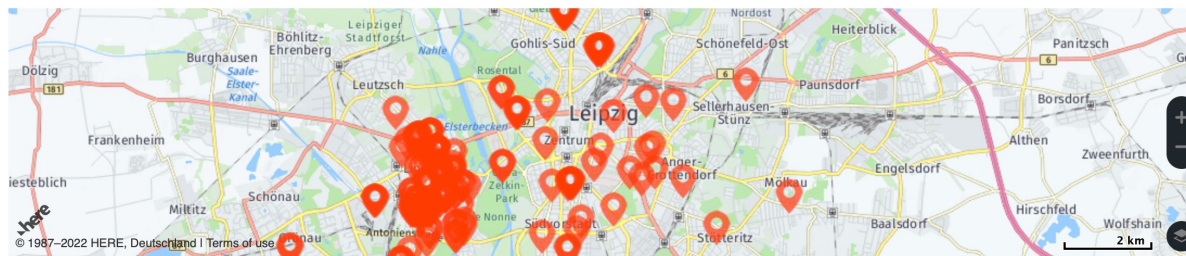 Nordost
Leipziger
Stadtforst
Böhlitz-
Ehrenberg
Nahle
Gohlis-Süd
Schönefeld-Ost
Heiterblick
Panitzsch
Burghausen
6
Dölzig
Saale-
Elster-
Kanal
Rosental
6
Leutzsch
Paunsdorf
181
Borsdorf
Sellerhausen-
Stünz
Leipzig
Elsterbecken
Frankenheim
Zentrum
Althen
Zweenfurth
Anger-
Crottendorf
Engelsdorf
iesteblich
Schönau
Zetkin-
Park
Mölkau
Miltitz
e Nonne
Hirschfeld
here
Südvorstadt
Baalsdorf
Wolfshain
Antoniens
Stötteritz
© 1987–2022 HERE, Deutschland | Terms of use
ünau
2 km